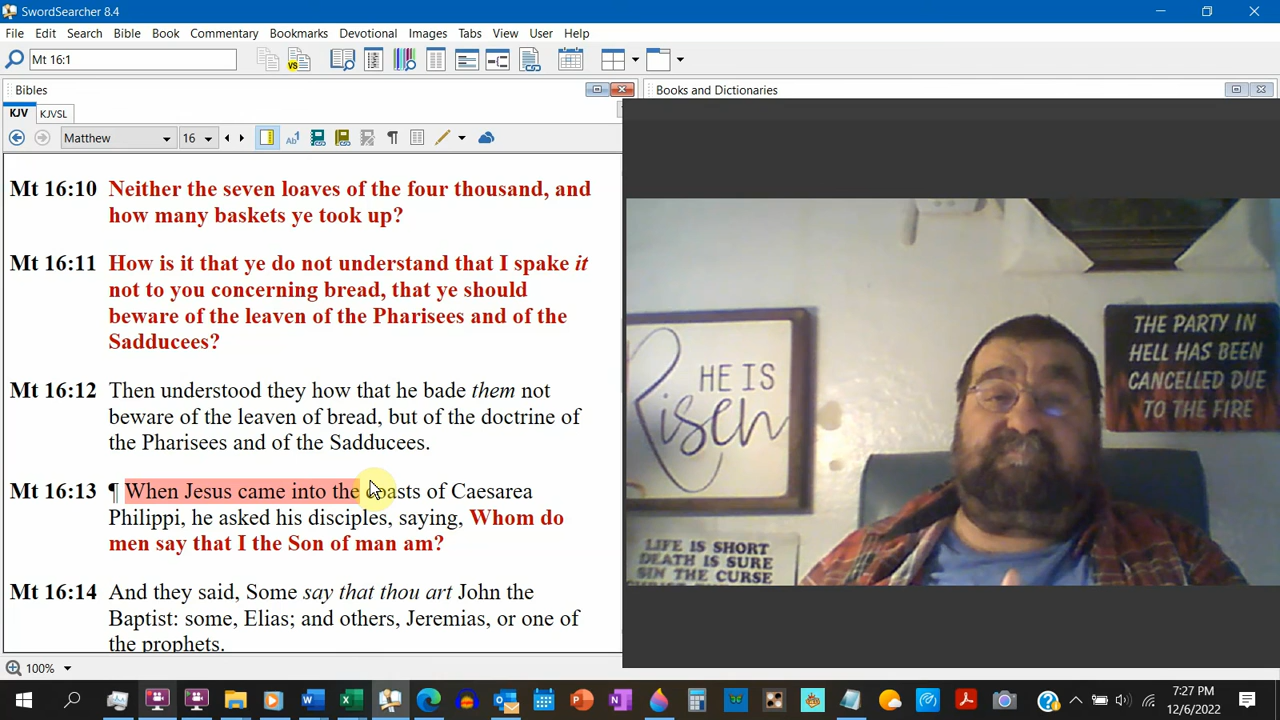 SwordSearcher 8.4
File Edit Search Bible Book Commentary Bookmarks Devotional Images Tabs View User Help
Mt 16:1
Bibles
Books and Dictionaries
KJV KJVSL
Matthew 16
Mt 16:10 Neither the seven loaves of the four thousand, and
how many baskets ye took up?
Mt 16:11 How is it that ye do not understand that I spake it
not to you concerning bread, that ye should
beware of the leaven of the Pharisees and of the
Sadducees?
Mt 16:12 Then understood they how that he bade them not
beware of the leaven of bread, but of the doctrine of
the Pharisees and of the Sadducees.
Mt 16:13 ¶ When Jesus came into the coasts of Caesarea
Philippi, he asked his disciples, saying, Whom do
men say that I the Son of man am?
Mt 16:14 And they said, Some say that thou art John the
Baptist: some, Elias; and others, Jeremias, or one of
the prophets.
HE IS
Risen
THE PARTY IN
HELL HAS BEEN
CANCELLED DUE
TO THE FIRE
LIFE IS SHORT
DEATH IS SURE
SIN THE CURSE
100%
7:27 PM
12/6/2022